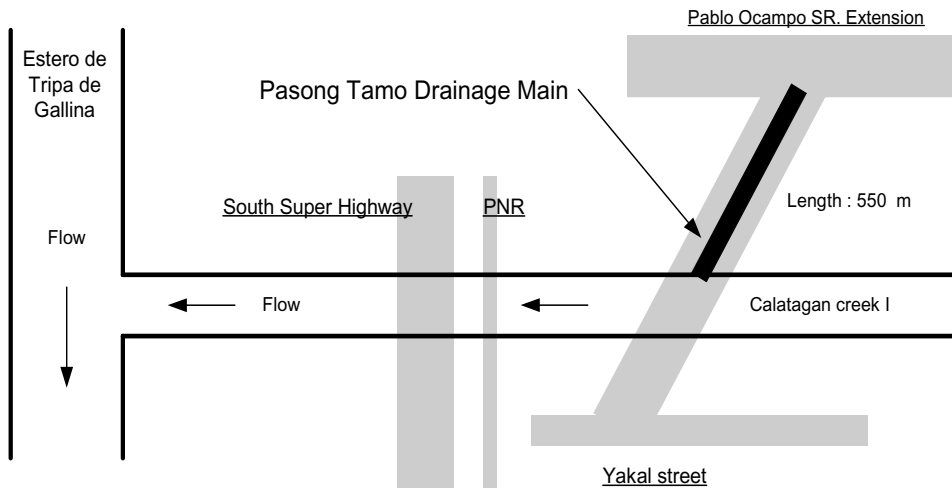 Pablo Ocampo SR. Extension
Estero de
Tripa de
Gallina
Pasong Tamo Drainage Main
Length : 550 m
South Super Highway
PNR
Flow
Flow
Calatagan creek I
Yakal street